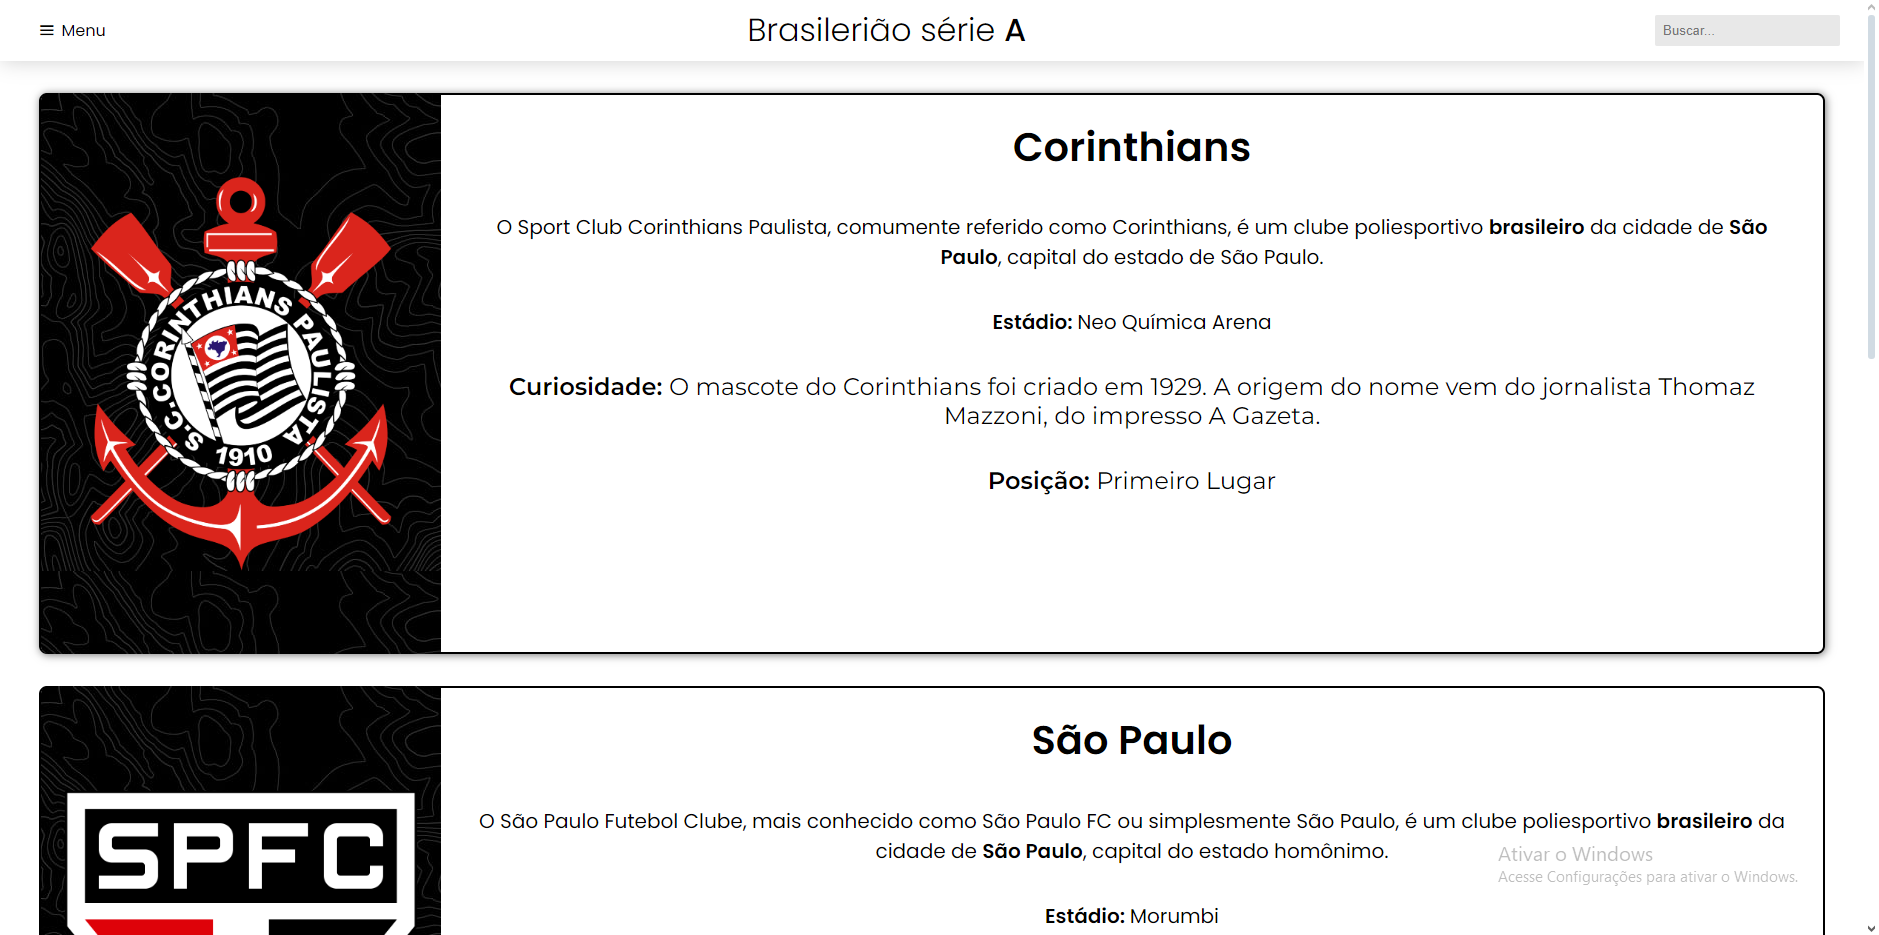 Menu
Brasilerião série A
Buscar...
S.C.CORINTHIANS PAULISTA
1910
Corinthians
O Sport Club Corinthians Paulista, comumente referido como Corinthians, é um clube poliesportivo brasileiro da cidade de São
Paulo, capital do estado de São Paulo.
Estádio: Neo Química Arena
Curiosidade: O mascote do Corinthians foi criado em 1929. A origem do nome vem do jornalista Thomaz
Mazzoni, do impresso A Gazeta.
Posição: Primeiro Lugar
SPFC
São Paulo
O São Paulo Futebol Clube, mais conhecido como São Paulo FC ou simplesmente São Paulo, é um clube poliesportivo brasileiro da
cidade de São Paulo, capital do estado homônimo.
Estádio: Morumbi
Ativar o Windows
Acesse Configurações para ativar o Windows.